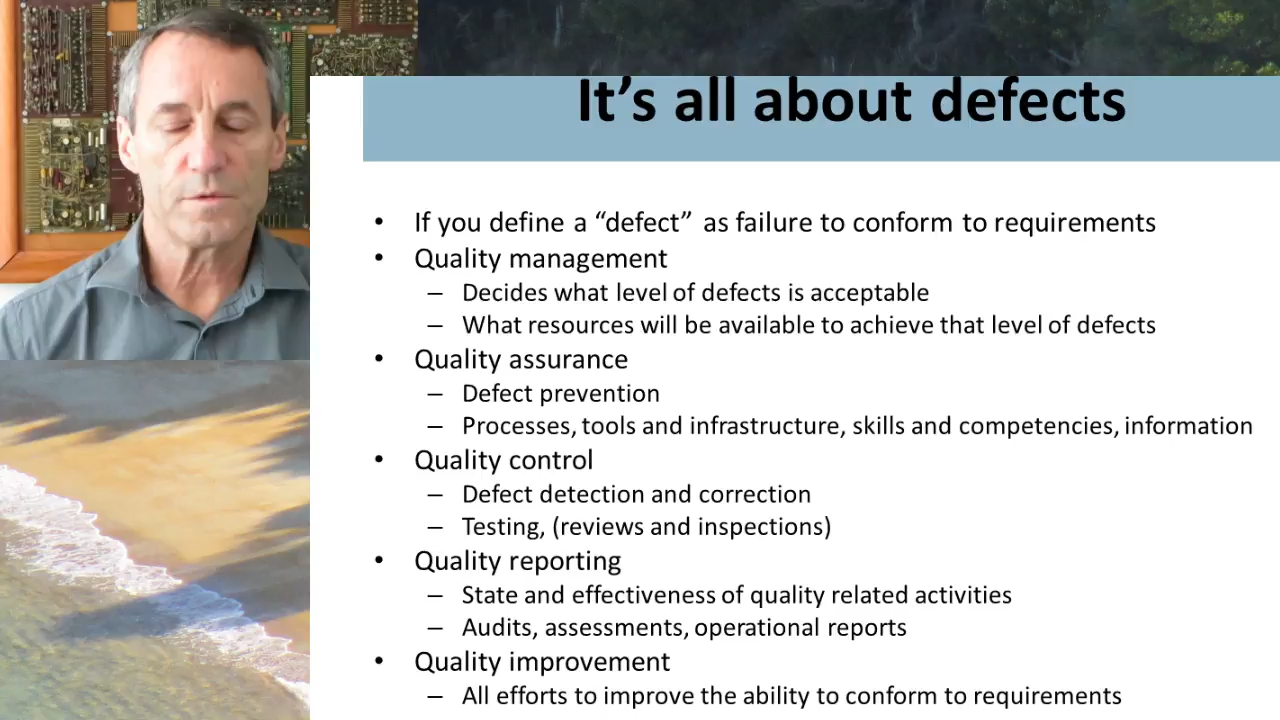 It’s all about defects
• If you define a “defect” as failure to conform to requirements
• Quality management
– Decides what level of defects is acceptable
– What resources will be available to achieve that level of defects
• Quality assurance
– Defect prevention
– Processes, tools and infrastructure, skills and competencies, information
• Quality control
– Defect detection and correction
– Testing, (reviews and inspections)
• Quality reporting
– State and effectiveness of quality related activities
– Audits, assessments, operational reports
• Quality improvement
– All efforts to improve the ability to conform to requirements